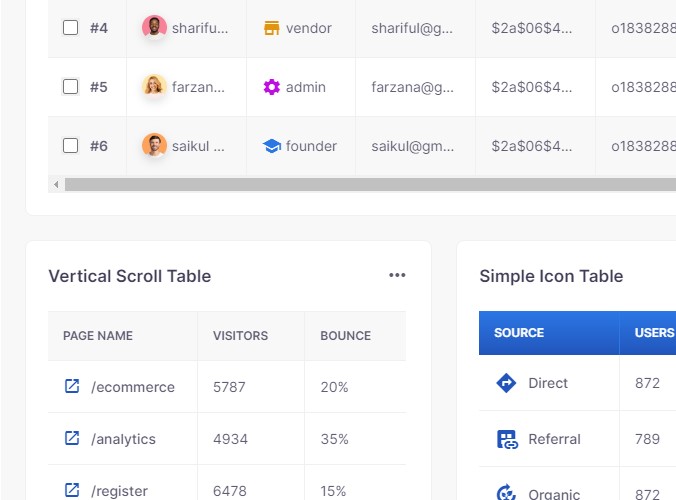 #4 sharifu... vendor shariful@g... $2a$06$4... o1838288
#5 farzan... admin farzana@g... $2a$06$4... o1838288
#6 saikul ... founder saikul@gm... $2a$06$4... o1838288
Vertical Scroll Table
PAGE NAME VISITORS BOUNCE
/ecommerce 5787 20%
/analytics 4934 35%
/register 6478 15%
Simple Icon Table
SOURCE USERS
Direct 872
Referral 789
Organic 872